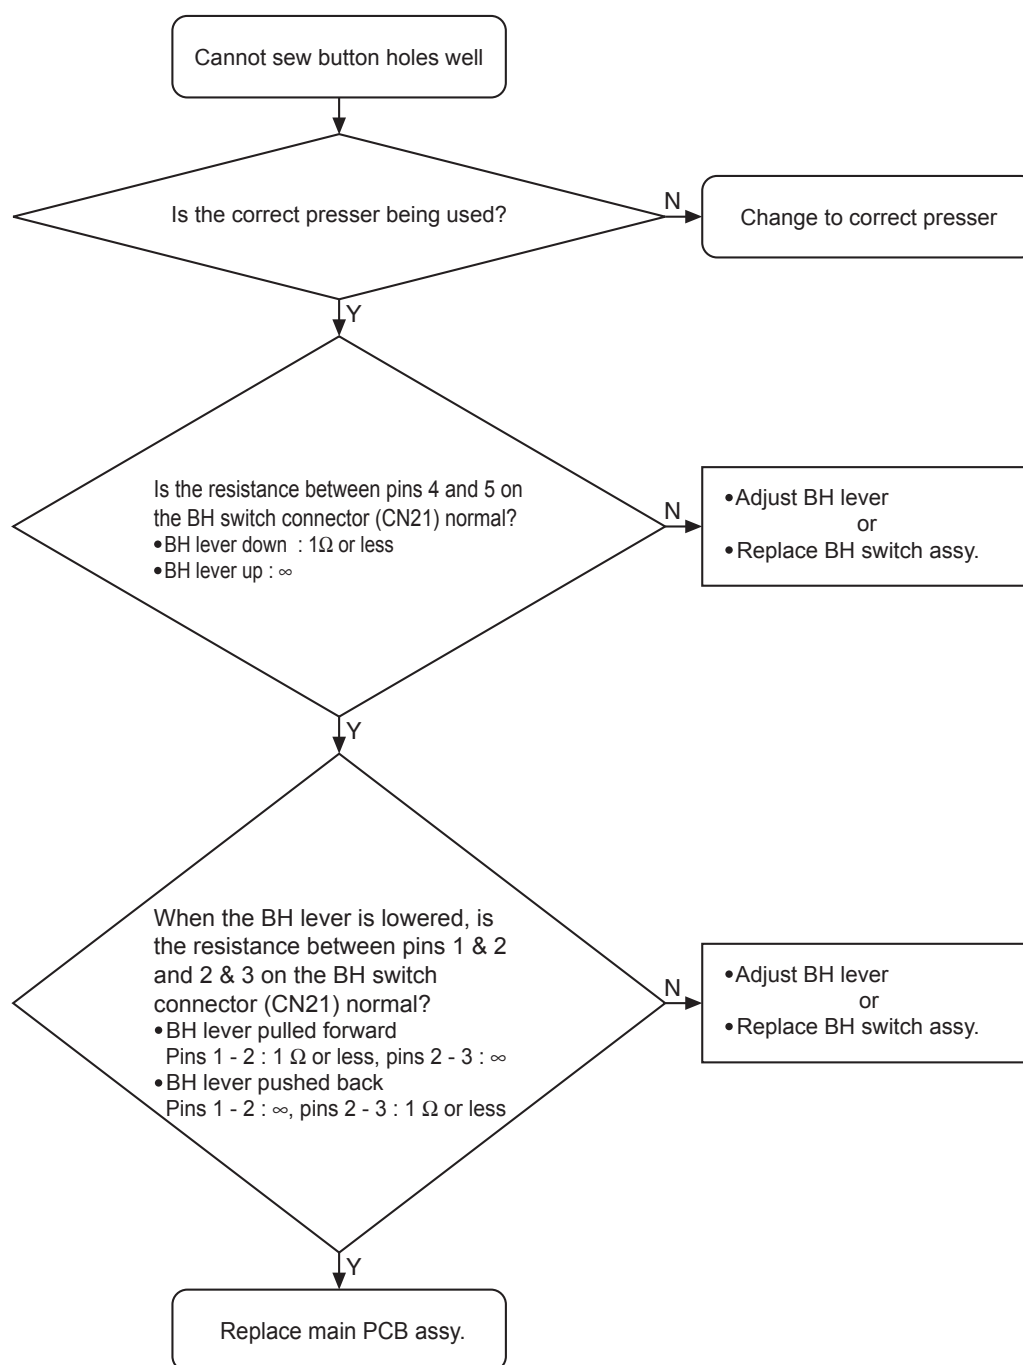 Cannot sew button holes well
Is the correct presser being used?
N
Change to correct presser
Y
Is the resistance between pins 4 and 5 on
the BH switch connector (CN21) normal?
•BH lever down : 1Ω or less
•BH lever up : ∞
N
•Adjust BH lever
or
•Replace BH switch assy.
Y
When the BH lever is lowered, is
the resistance between pins 1 & 2
and 2 & 3 on the BH switch
connector (CN21) normal?
•BH lever pulled forward
Pins 1 - 2 : 1 Ω or less, pins 2 - 3 : ∞
•BH lever pushed back
Pins 1 - 2 : ∞, pins 2 - 3 : 1 Ω or less
N
•Adjust BH lever
or
•Replace BH switch assy.
Y
Replace main PCB assy.